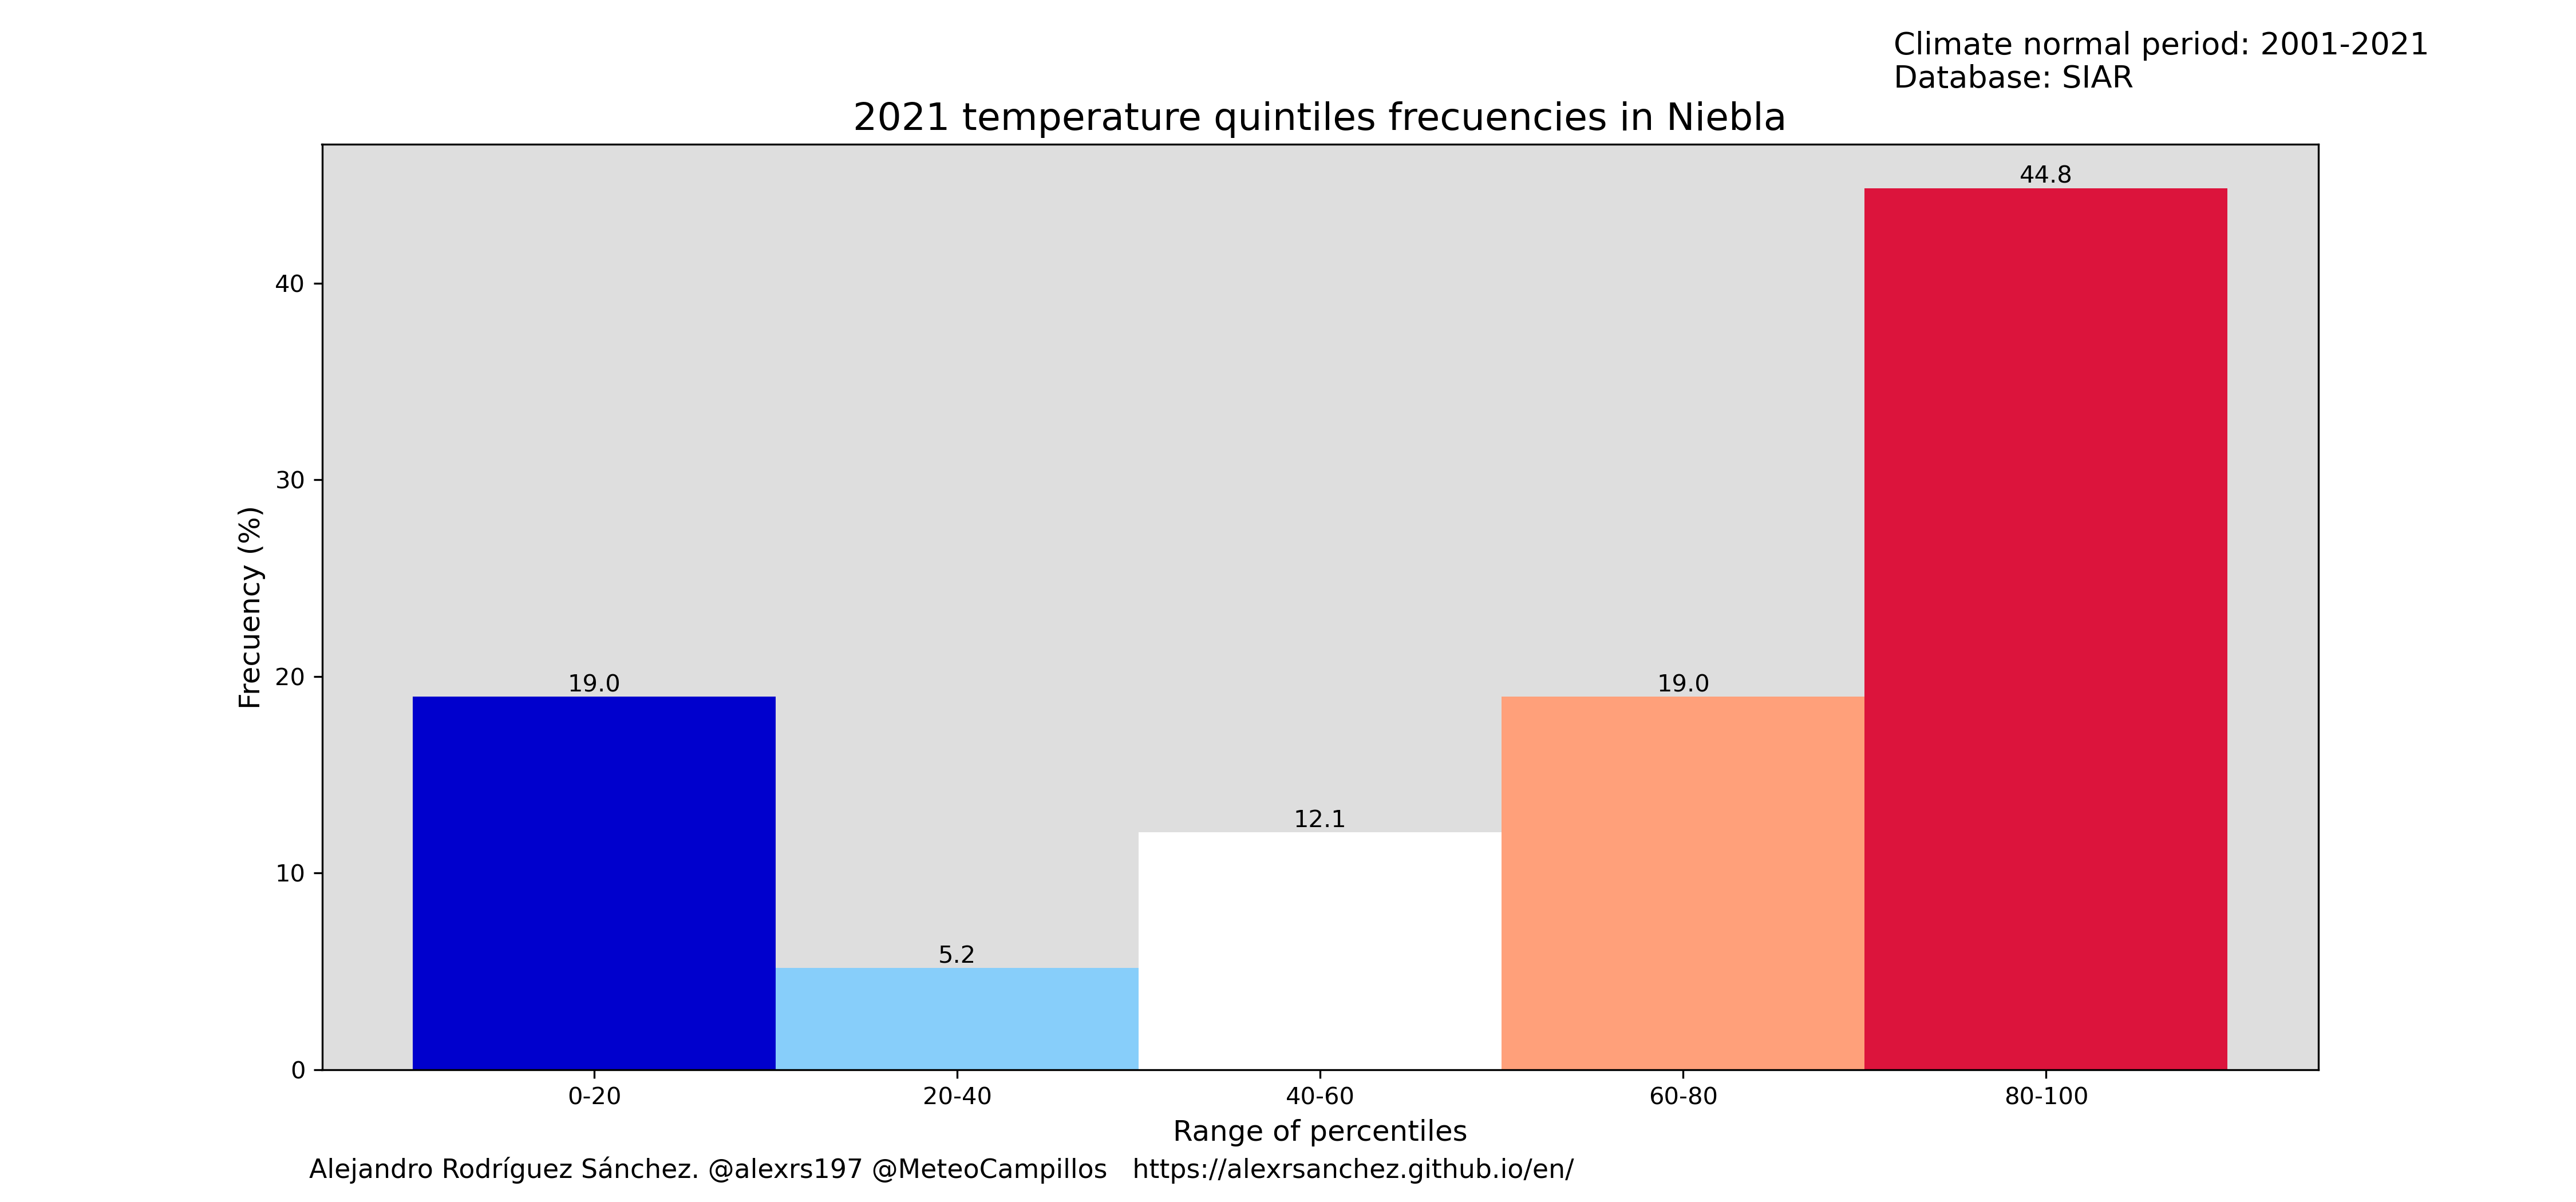 Climate normal period: 2001-2021
Database: SIAR
2021 temperature quintiles frecuencies in Niebla
Frecuency (%)
40
30
20
10
0
19.0
5.2
12.1
19.0
44.8
0-20
20-40
40-60
60-80
80-100
Range of percentiles
Alejandro Rodríguez Sánchez. @alexrs197 @MeteoCampillos https://alexrsanchez.github.io/en/